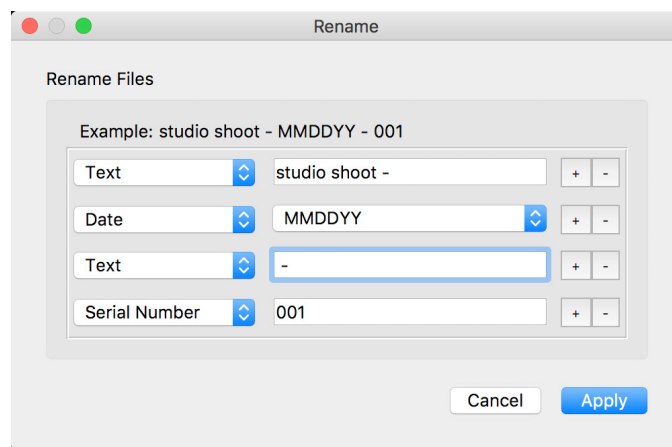 Rename
Rename Files
Example: studio shoot - MMDDYY - 001
Text studio shoot - + -
Date MMDDYY + -
Text - + -
Serial Number 001 + -
Cancel Apply